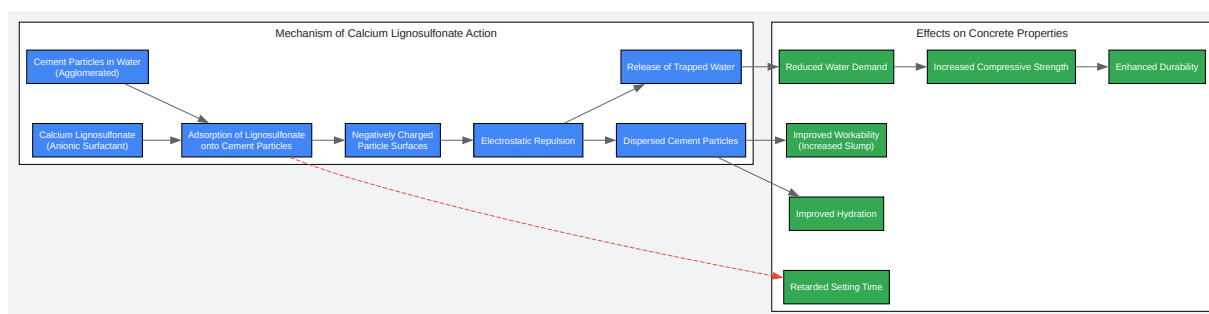 Mechanism of Calcium Lignosulfonate Action
Cement Particles in Water
(Agglomerated)
Release of Trapped Water
Calcium Lignosulfonate
(Anionic Surfactant)
Adsorption of Lignosulfonate
onto Cement Particles
Negatively Charged
Particle Surfaces
Electrostatic Repulsion
Dispersed Cement Particles
Effects on Concrete Properties
Reduced Water Demand
Increased Compressive Strength
Enhanced Durability
Improved Workability
(Increased Slump)
Improved Hydration
Retarded Setting Time